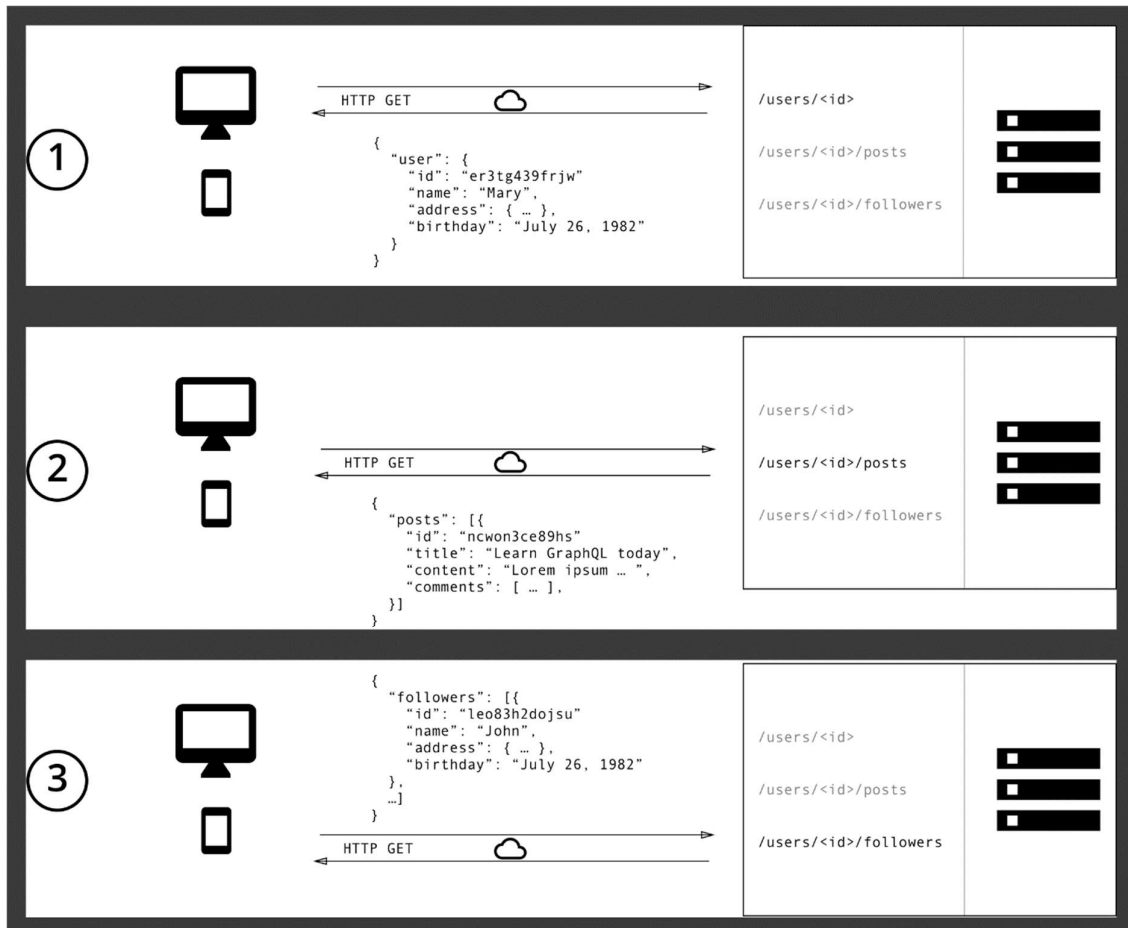 1
HTTP GET
{
“user”: {
“id”: “er3tg439frjw”
“name”: “Mary”,
“address”: { … },
“birthday”: “July 26, 1982”
}
}
/users/<id>
/users/<id>/posts
/users/<id>/followers
2
HTTP GET
{
“posts”: [{
“id”: “ncwon3ce89hs”
“title”: “Learn GraphQL today”,
“content”: “Lorem ipsum … ”,
“comments”: [ … ],
}]
}
/users/<id>
/users/<id>/posts
/users/<id>/followers
3
{
“followers”: [{
“id”: “leo83h2dojsu”
“name”: “John”,
“address”: { … },
“birthday”: “July 26, 1982”
},
…]
}
HTTP GET
/users/<id>
/users/<id>/posts
/users/<id>/followers